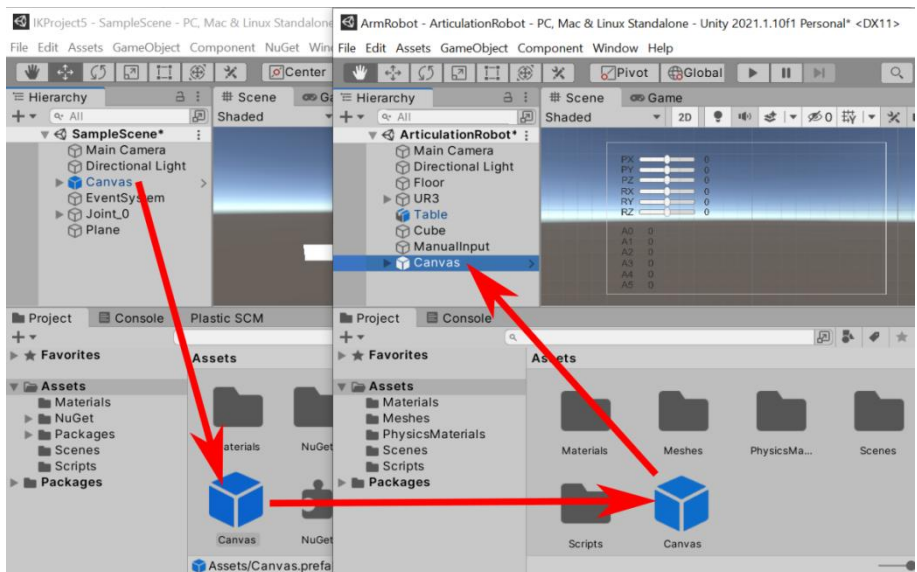 IKProject5 - SampleScene - PC, Mac & Linux Standalone
File Edit Assets GameObject Component NuGet
Center
Hierarchy
Scene
All
Shaded
SampleScene*
Main Camera
Directional Light
Canvas
EventSystem
Joint_0
Plane
Project
Console
Plastic SCM
Favorites
Assets
Assets
Materials
NuGet
Packages
Scenes
Scripts
Packages
Materials
NuGet
Canvas
NuGet
Assets/Canvas.prefa
ArmRobot - ArticulationRobot - PC, Mac & Linux Standalone - Unity 2021.1.10f1 Personal* <DX11>
File Edit Assets GameObject Component Window Help
Pivot
Global
Hierarchy
Scene
Game
All
Shaded
2D
0
ArticulationRobot*
Main Camera
Directional Light
Floor
UR3
Table
Cube
ManualInput
Canvas
PX 0
PY 0
PZ 0
RX 0
RY 0
RZ 0
A0 0
A1 0
A2 0
A3 0
A4 0
A5 0
Project
Console
Favorites
Assets
Assets
Materials
Meshes
PhysicsMaterials
Scenes
Scripts
Packages
Materials
Meshes
PhysicsMa...
Scenes
Scripts
Canvas